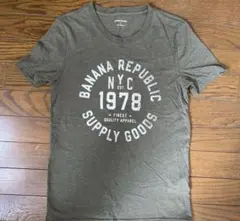 BANANA REPUBLIC
NYC
EST.
1978
FINEST
QUALITY APPAREL
SUPPLY GOODS